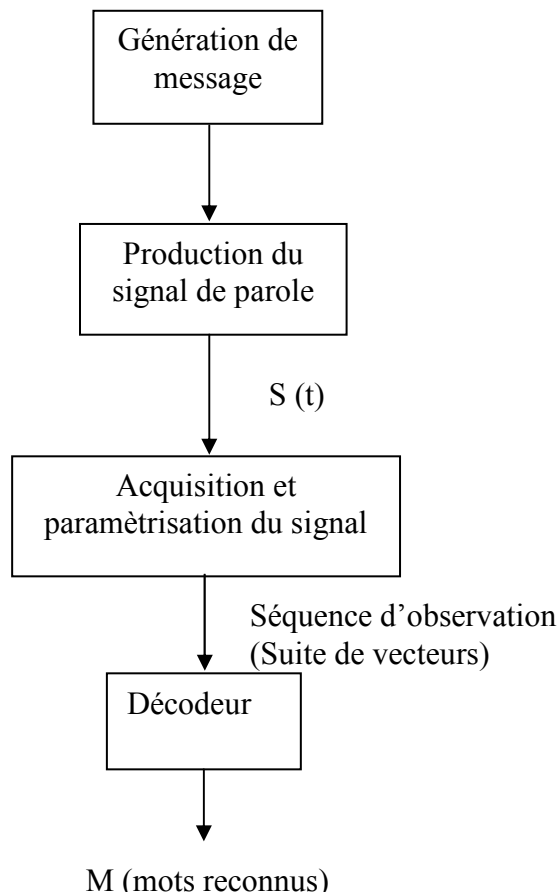 Génération de
message
Production du
signal de parole
S (t)
Acquisition et
paramètrisation du signal
Séquence d’observation
(Suite de vecteurs)
Décodeur
M (mots reconnus)